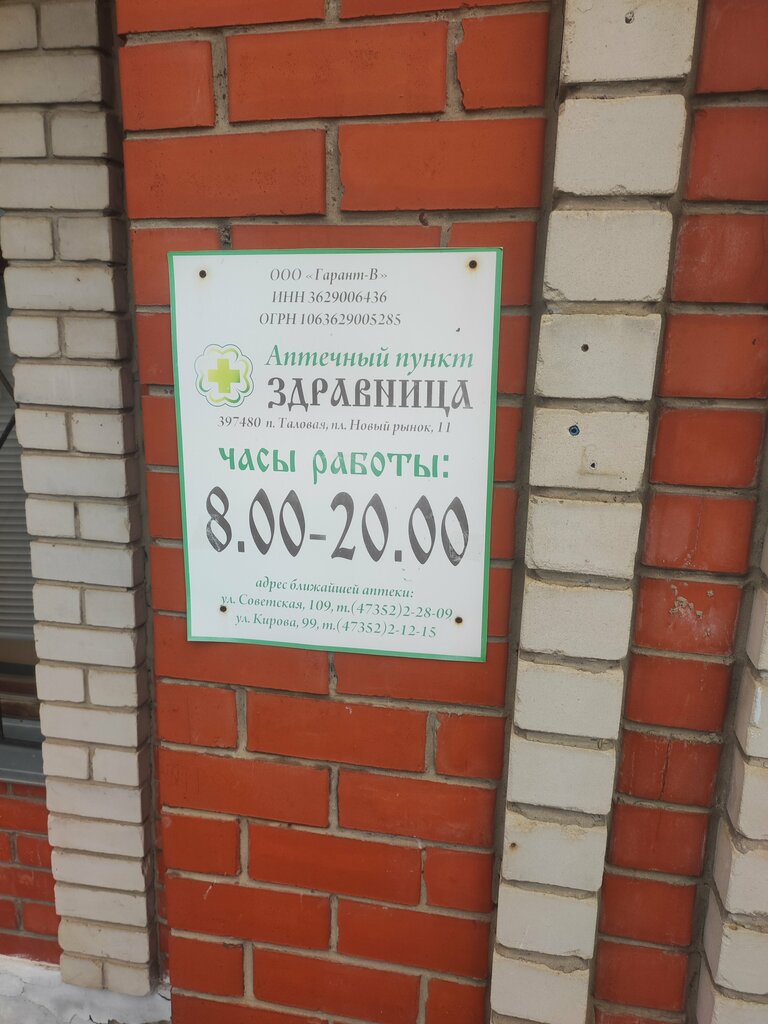 ООО «Гарант-В»
ИНН 3629006436
ОГРН 1063629005285
Аптечный пункт
ЗДРАВНИЦА
397480 п. Таловая, пл. Новый рынок, 11
часы работы:
8.00-20.00
адрес ближайшей аптеки:
ул. Советская, 109, т.(47352)2-28-09
ул. Кирова, 99, т.(47352)2-12-15